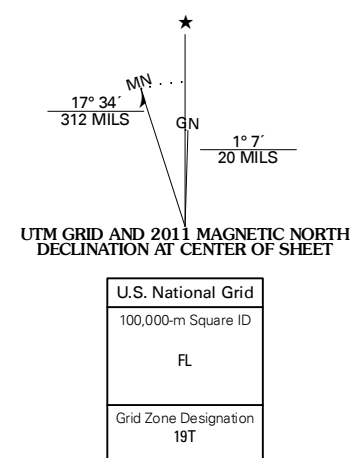 ★
MN
17° 34´
312 MILS
GN
1° 7´
20 MILS
UTM GRID AND 2011 MAGNETIC NORTH
DECLINATION AT CENTER OF SHEET
U.S. National Grid
100,000-m Square ID
FL
Grid Zone Designation
19T